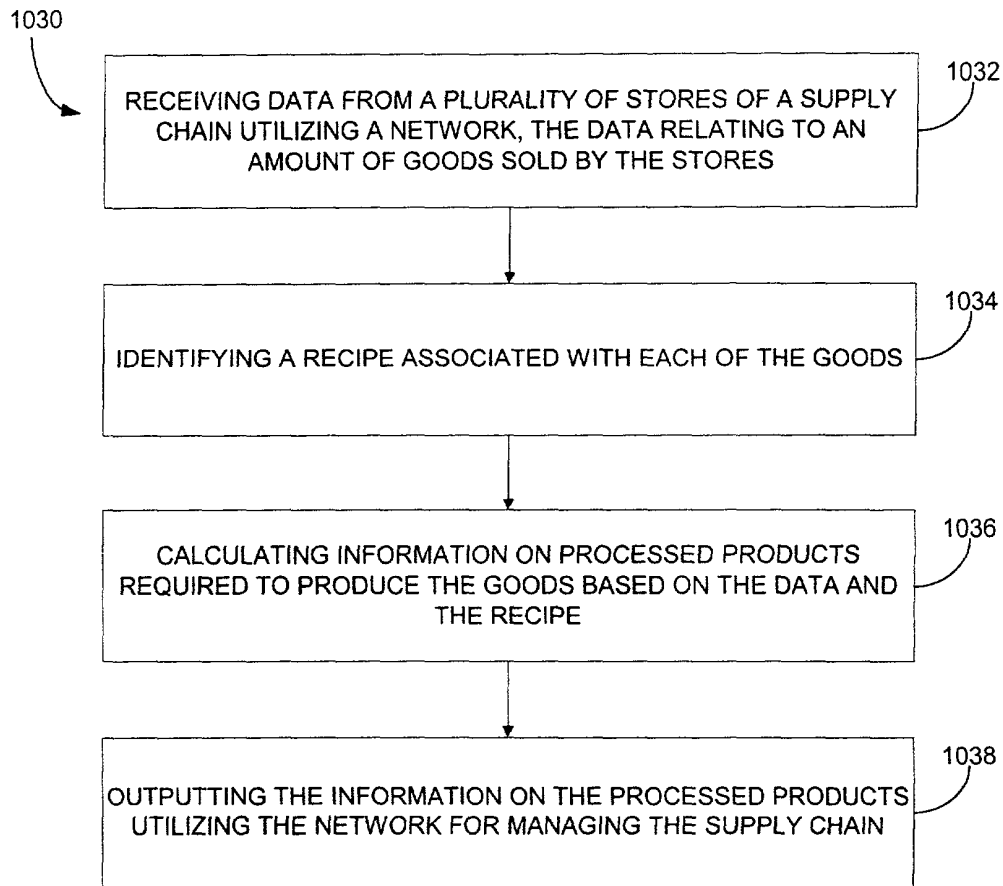 1030
1032
RECEIVING DATA FROM A PLURALITY OF STORES OF A SUPPLY
CHAIN UTILIZING A NETWORK, THE DATA RELATING TO AN
AMOUNT OF GOODS SOLD BY THE STORES
1034
IDENTIFYING A RECIPE ASSOCIATED WITH EACH OF THE GOODS
1036
CALCULATING INFORMATION ON PROCESSED PRODUCTS
REQUIRED TO PRODUCE THE GOODS BASED ON THE DATA AND
THE RECIPE
1038
OUTPUTTING THE INFORMATION ON THE PROCESSED PRODUCTS
UTILIZING THE NETWORK FOR MANAGING THE SUPPLY CHAIN